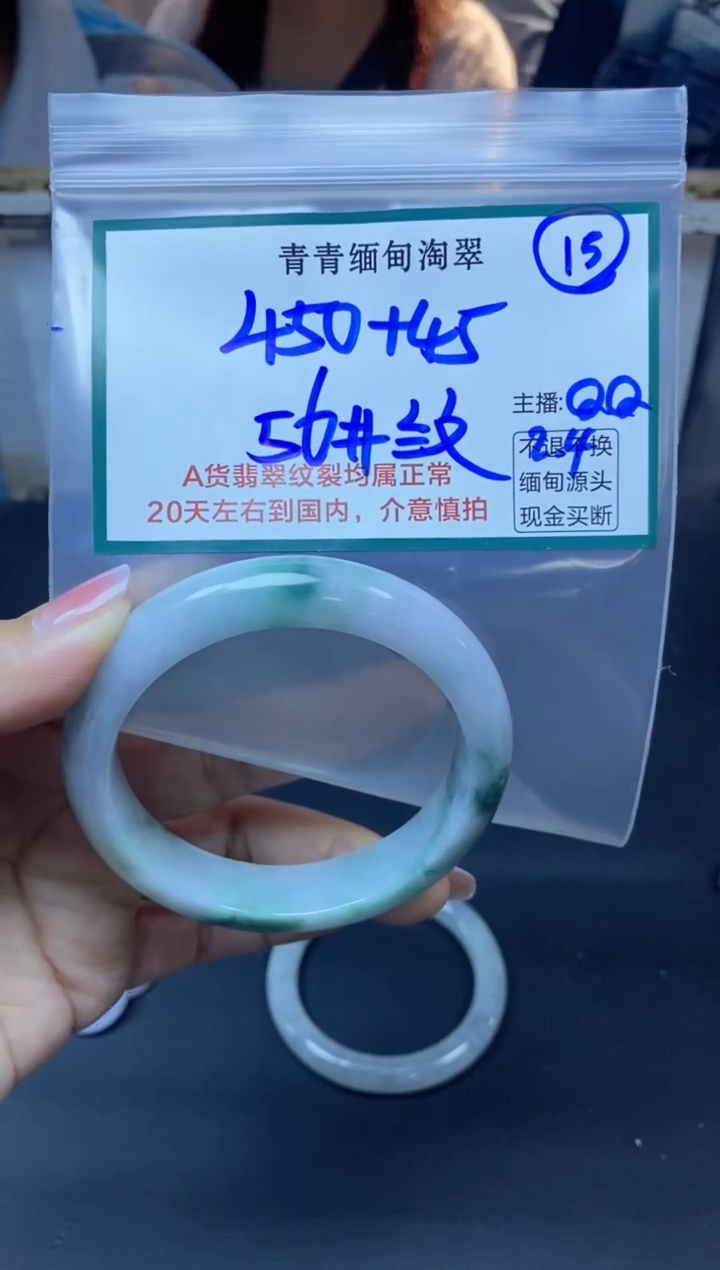 青青缅甸淘翠
15
450+45
56#纹
主播:QQ
24
不退不换
缅甸源头
现金买断
A货翡翠纹裂均属正常
20天左右到国内，介意慎拍